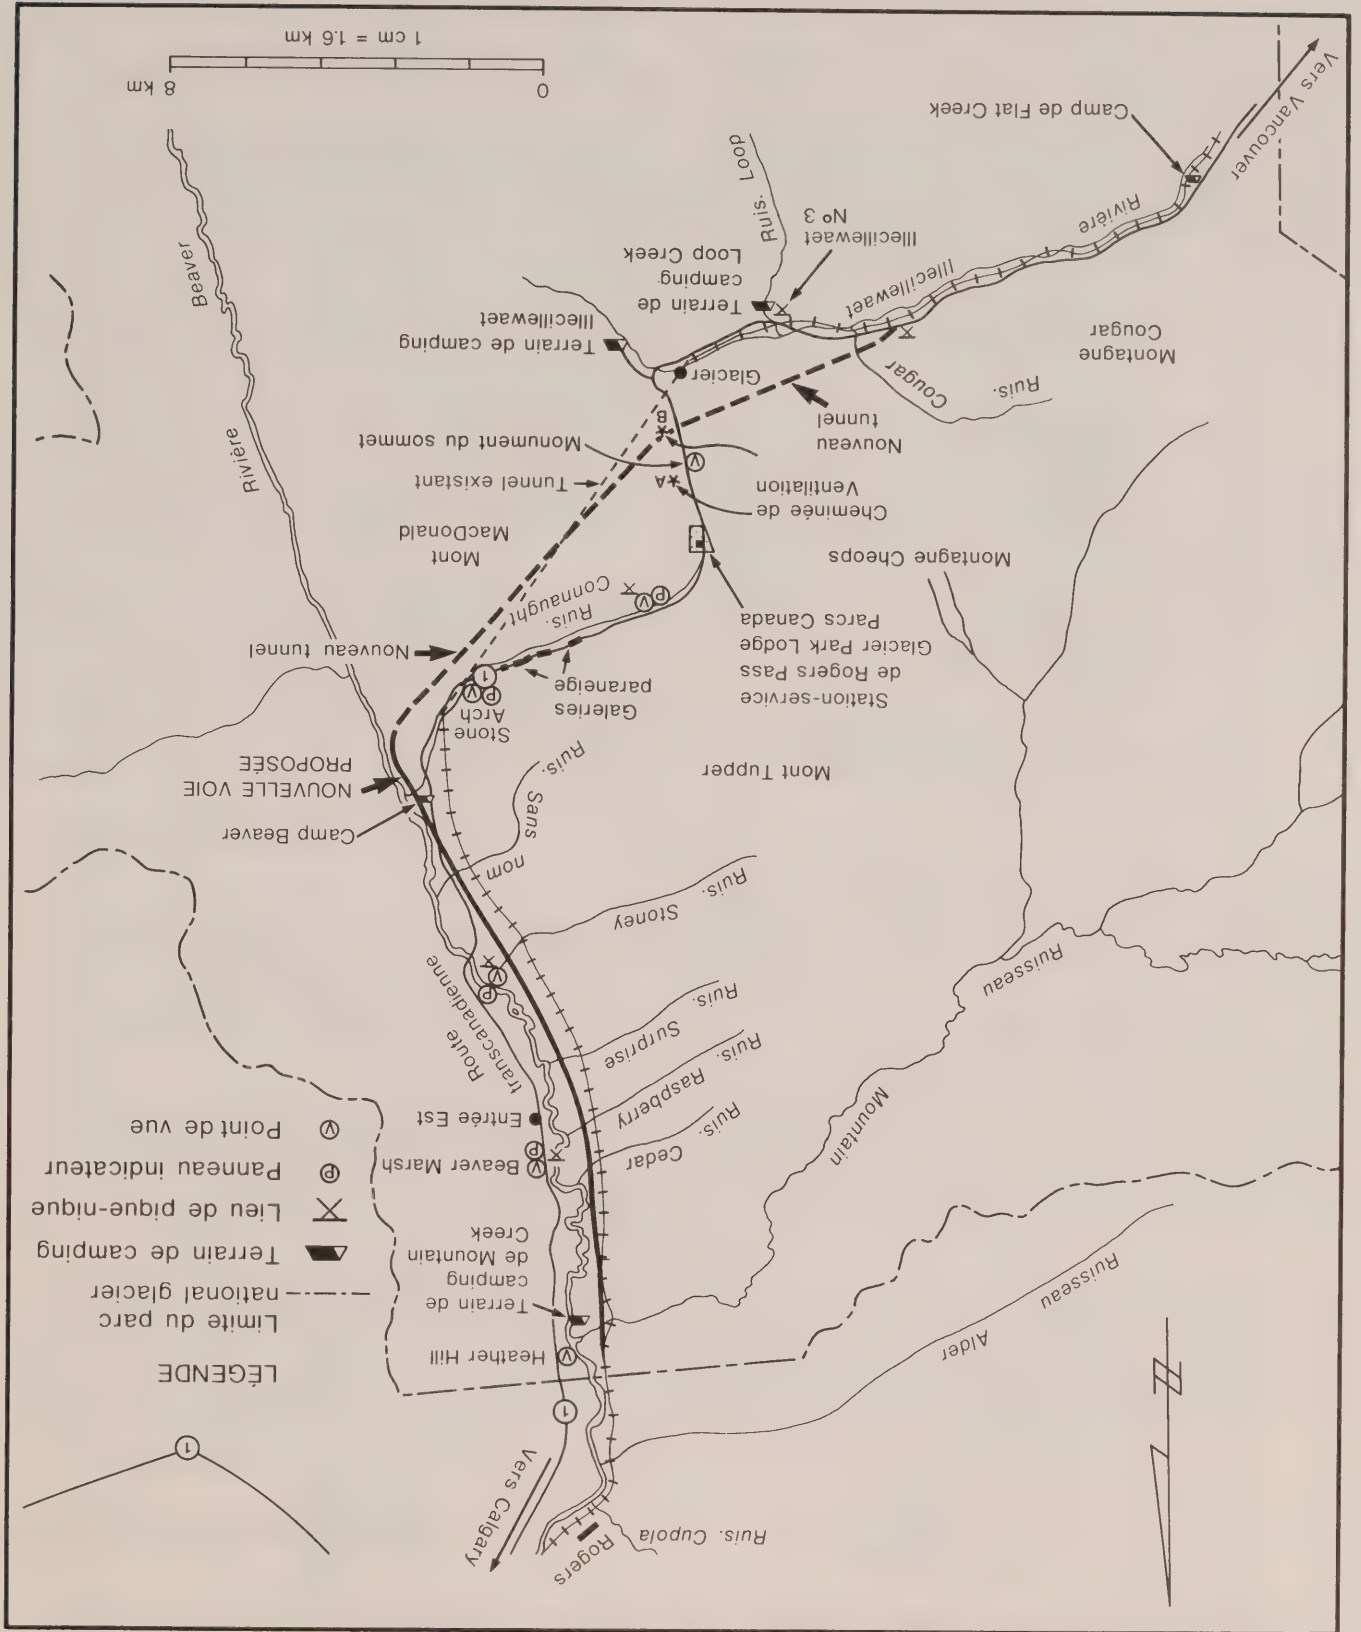 Rogers
Ruis. Cupola
Vers Calgary
1
1
Ruisseau
Alder
Heather Hill
V
LÉGENDE
Limite du parc
national glacier
Terrain de camping
Lieu de pique-nique
P
Panneau indicateur
V
Point de vue
Terrain de
camping
de Mountain
Creek
V
P
Beaver Marsh
Entrée Est
Cedar
Ruis.
Raspberry
Ruis.
Surprise
Ruis.
Mountain
Ruisseau
Route
transcanadienne
P
V
Stoney
Ruis.
Sans
nom
Ruis.
Camp Beaver
NOUVELLE VOIE
PROPOSÉE
Mont Tupper
Stone
Arch
P
V
1
Galeries
paraneige
Nouveau tunnel
Station-service
de Rogers Pass
Glacier Park Lodge
Parcs Canada
Ruis.
Connaught
P
V
Mont
MacDonald
Montagne Cheops
Cheminée de
Ventilation
A
Tunnel existant
V
Monument du sommet
B
Nouveau
tunnel
Glacier
Ruis.
Cougar
Montagne
Cougar
Terrain de camping
Illecillewaet
Terrain de
camping
Loop Creek
Illecillewaet
Nº 3
Ruis. Loop
Rivière
Illecillewaet
Rivière
Beaver
Camp de Flat Creek
Vers Vancouver
0
8 km
1 cm = 1.6 km